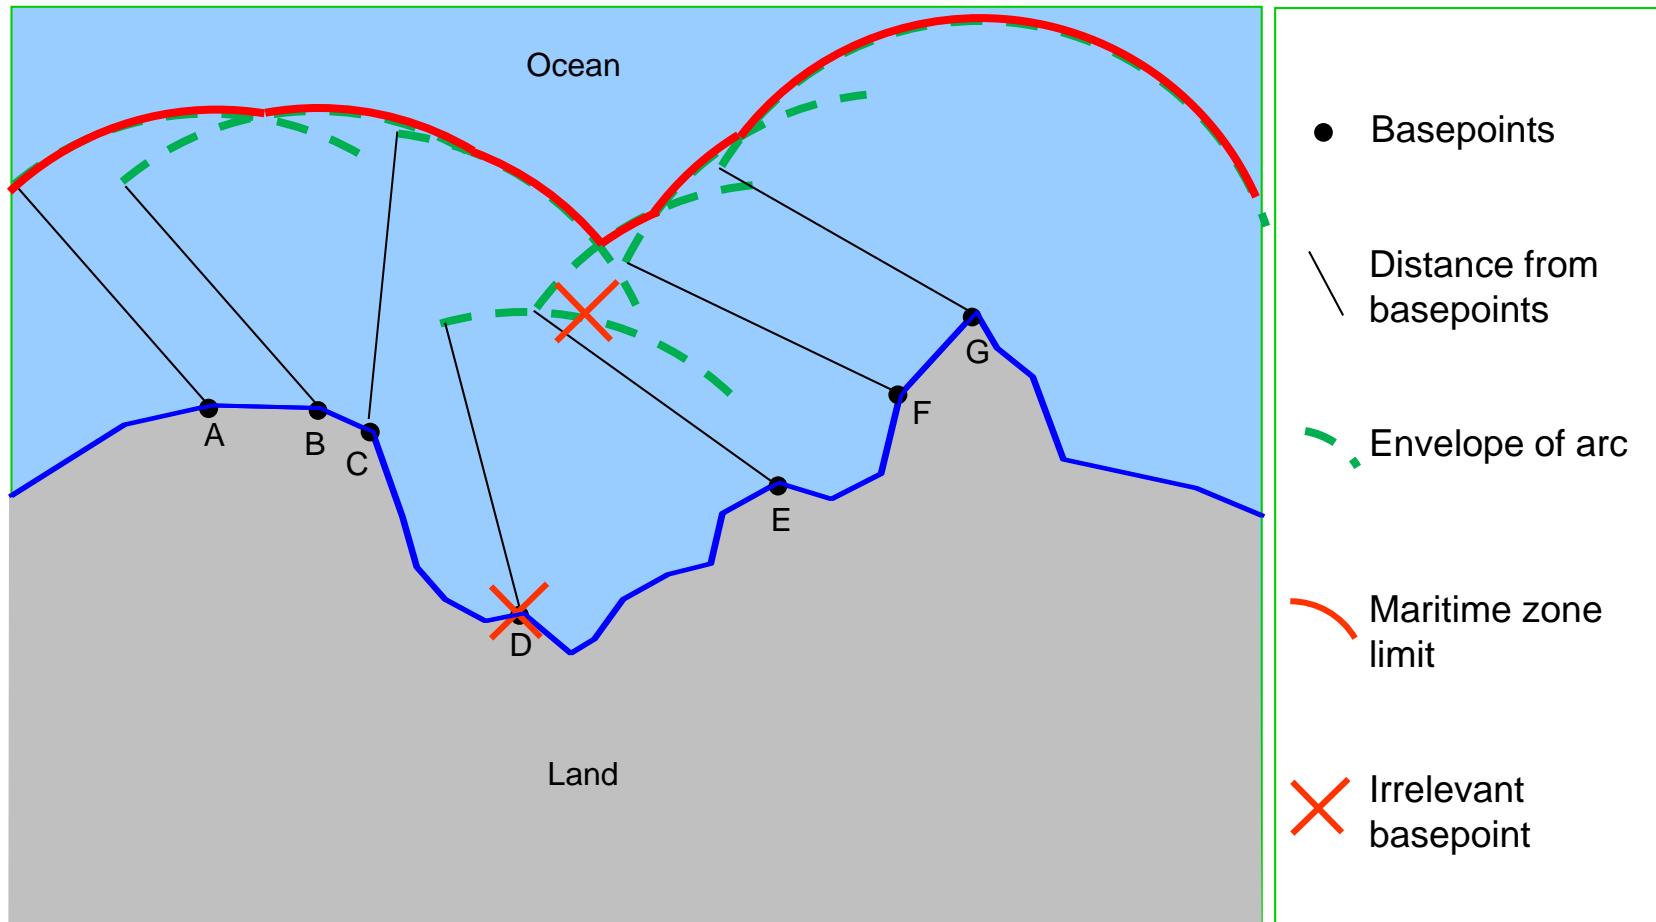 Ocean
A
B
C
D
E
F
G
Land
Basepoints
Distance from
basepoints
Envelope of arc
Maritime zone
limit
Irrelevant
basepoint